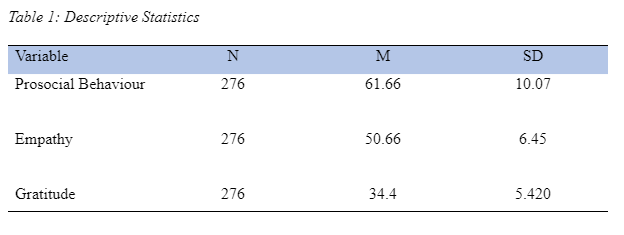 Table 1: Descriptive Statistics
Variable N M SD
Prosocial Behaviour 276 61.66 10.07
Empathy 276 50.66 6.45
Gratitude 276 34.4 5.420